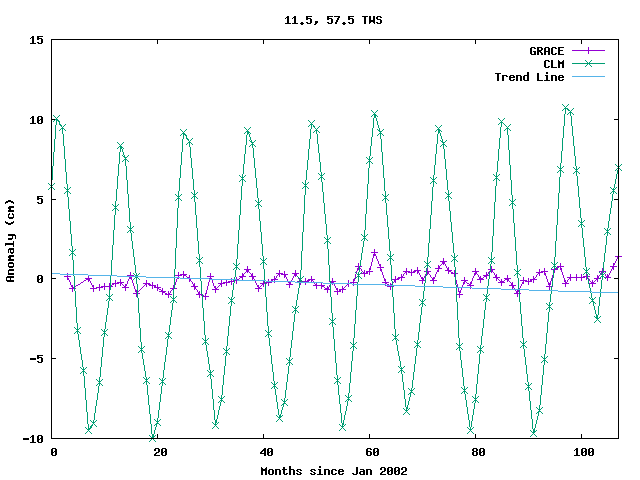 11.5, 57.5 TWS
GRACE
CLM
Trend Line
Anomaly (cm)
15
10
5
0
-5
-10
0 20 40 60 80 100
Months since Jan 2002